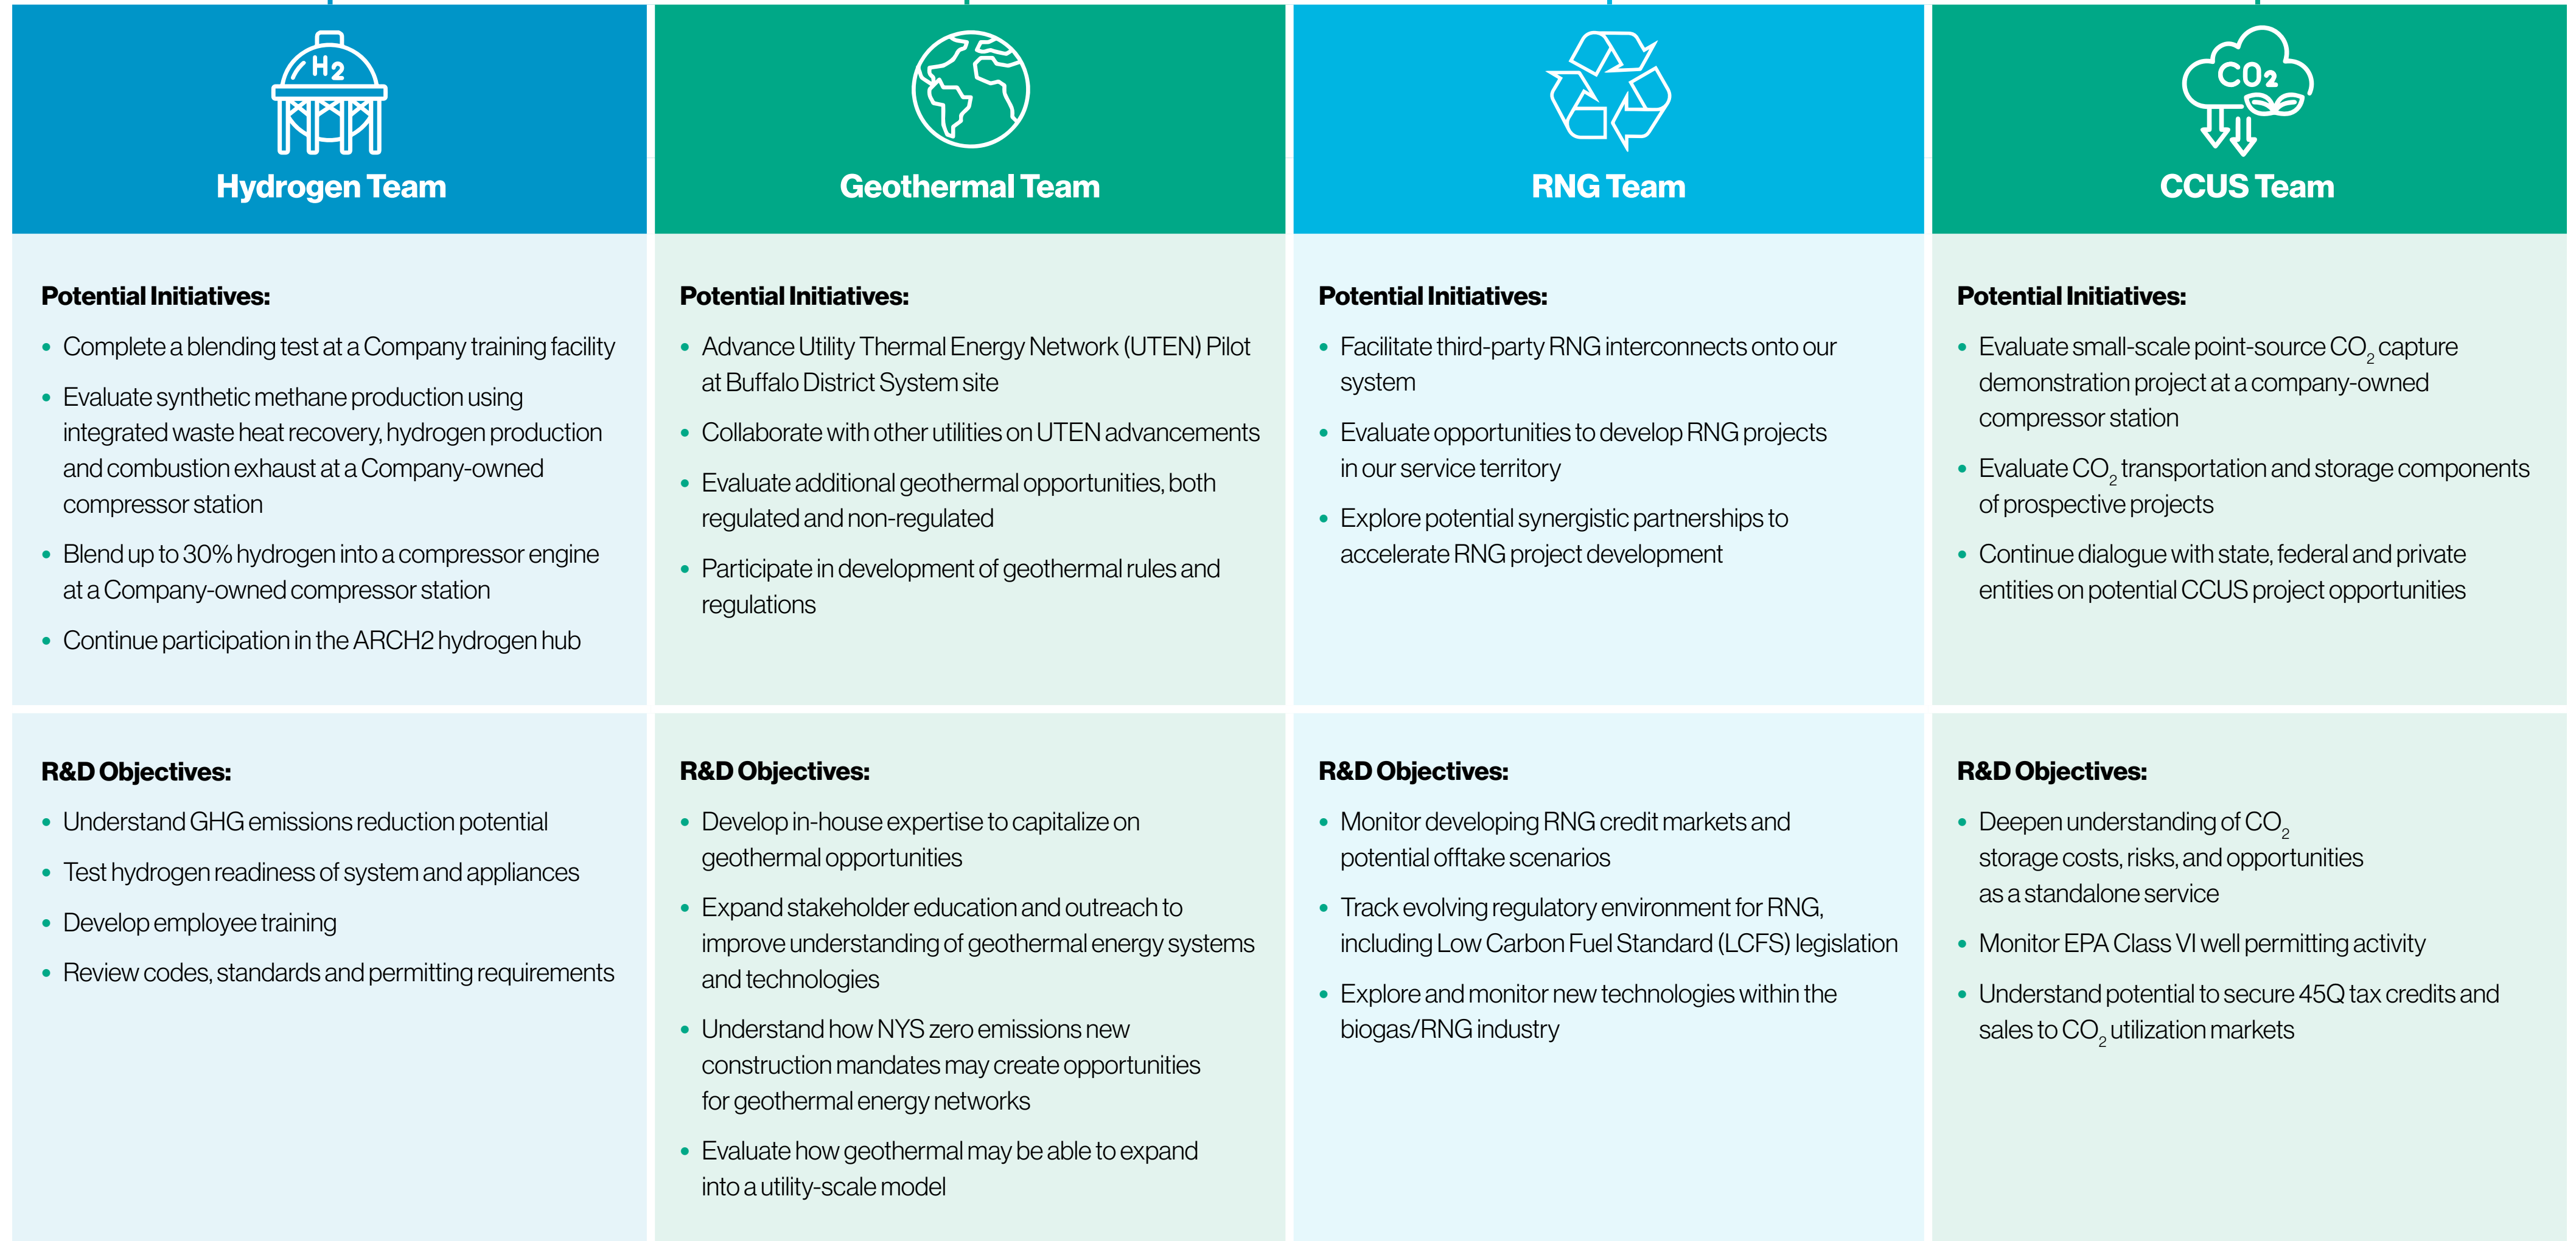 H2
Hydrogen Team
Potential Initiatives:
• Complete a blending test at a Company training facility
• Evaluate synthetic methane production using
integrated waste heat recovery, hydrogen production
and combustion exhaust at a Company-owned
compressor station
• Blend up to 30% hydrogen into a compressor engine
at a Company-owned compressor station
• Continue participation in the ARCH2 hydrogen hub
R&D Objectives:
• Understand GHG emissions reduction potential
• Test hydrogen readiness of system and appliances
• Develop employee training
• Review codes, standards and permitting requirements
Geothermal Team
Potential Initiatives:
• Advance Utility Thermal Energy Network (UTEN) Pilot
at Buffalo District System site
• Collaborate with other utilities on UTEN advancements
• Evaluate additional geothermal opportunities, both
regulated and non-regulated
• Participate in development of geothermal rules and
regulations
R&D Objectives:
• Develop in-house expertise to capitalize on
geothermal opportunities
• Expand stakeholder education and outreach to
improve understanding of geothermal energy systems
and technologies
• Understand how NYS zero emissions new
construction mandates may create opportunities
for geothermal energy networks
• Evaluate how geothermal may be able to expand
into a utility-scale model
RNG Team
Potential Initiatives:
• Facilitate third-party RNG interconnects onto our
system
• Evaluate opportunities to develop RNG projects
in our service territory
• Explore potential synergistic partnerships to
accelerate RNG project development
R&D Objectives:
• Monitor developing RNG credit markets and
potential offtake scenarios
• Track evolving regulatory environment for RNG,
including Low Carbon Fuel Standard (LCFS) legislation
• Explore and monitor new technologies within the
biogas/RNG industry
CO2
CCUS Team
Potential Initiatives:
• Evaluate small-scale point-source CO₂ capture
demonstration project at a company-owned
compressor station
• Evaluate CO₂ transportation and storage components
of prospective projects
• Continue dialogue with state, federal and private
entities on potential CCUS project opportunities
R&D Objectives:
• Deepen understanding of CO₂
storage costs, risks, and opportunities
as a standalone service
• Monitor EPA Class VI well permitting activity
• Understand potential to secure 45Q tax credits and
sales to CO₂ utilization markets